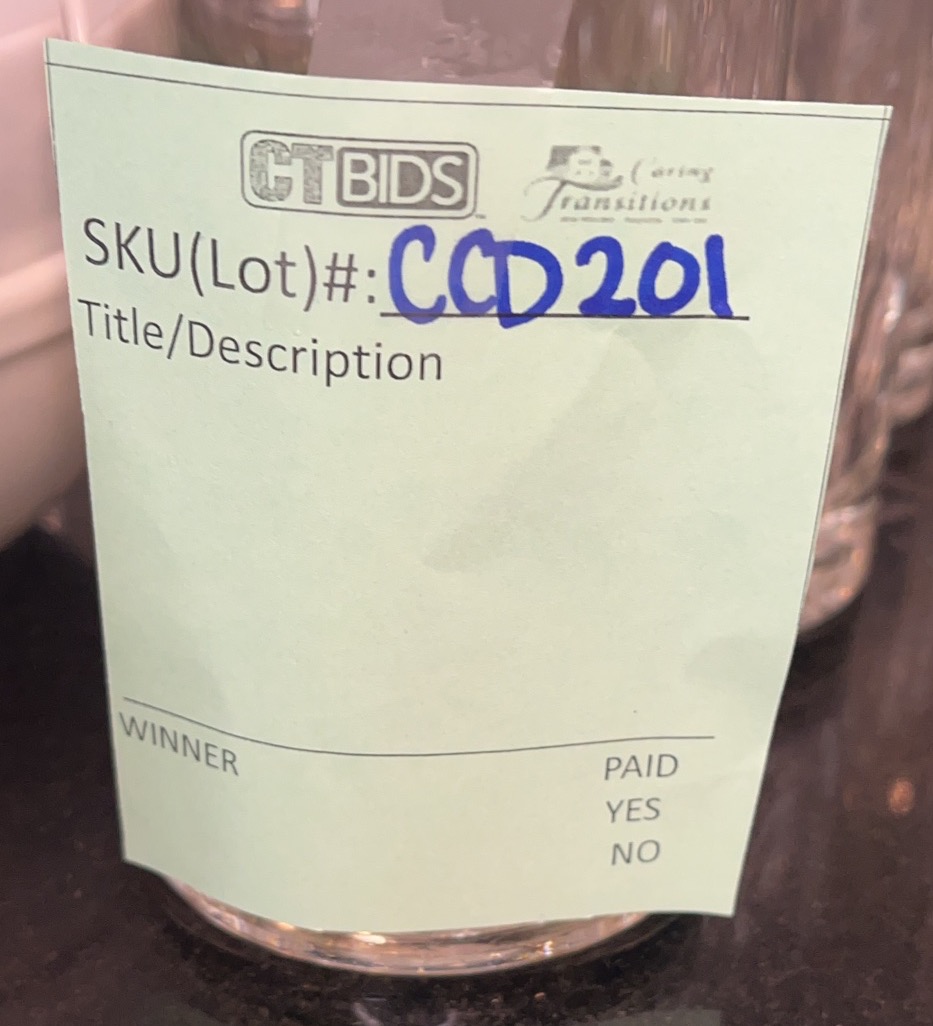 CTBIDS
Caring
Transitions
SKU(Lot)#: CCD201
Title/Description
WINNER
PAID
YES
NO